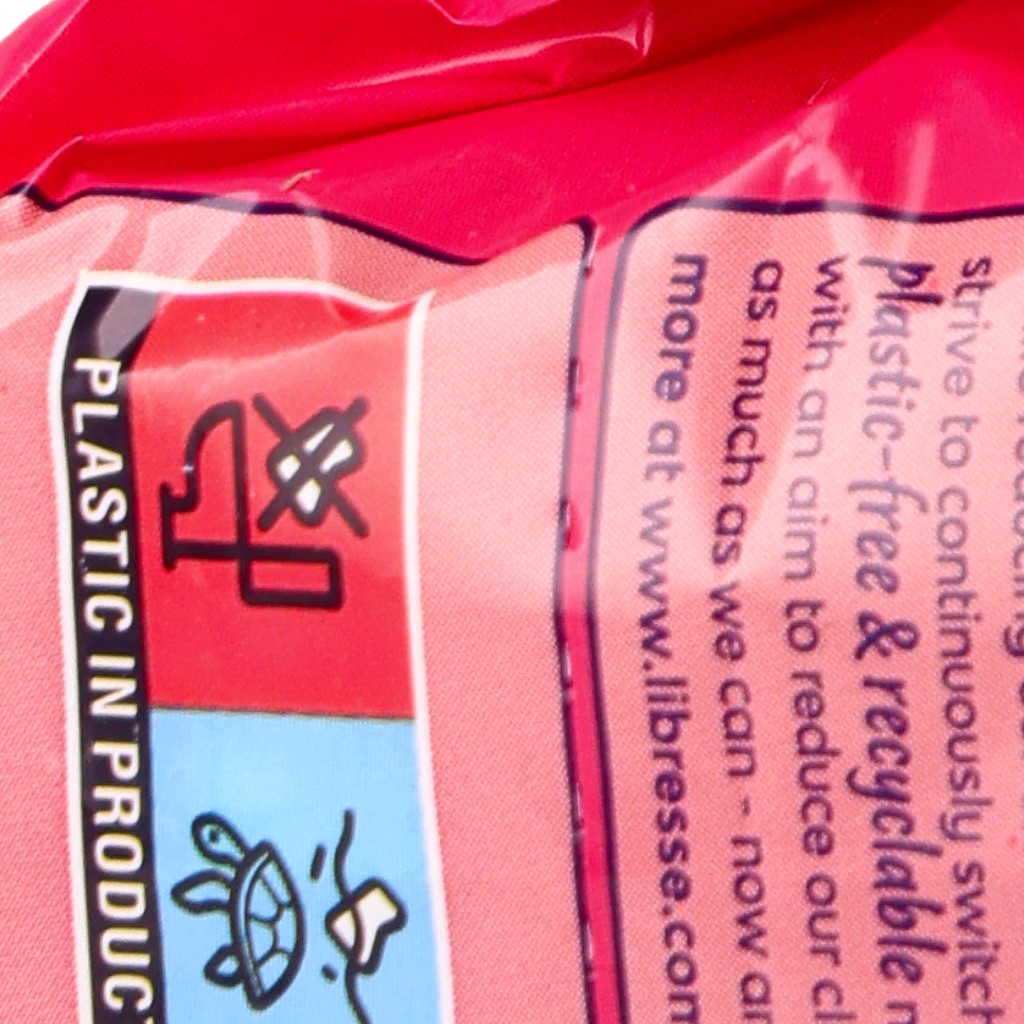 strive to continuously switch
plastic-free & recyclable
with an aim to reduce our
as much as we can - now
more at www.libresse.com
PLASTIC IN PRODUCT